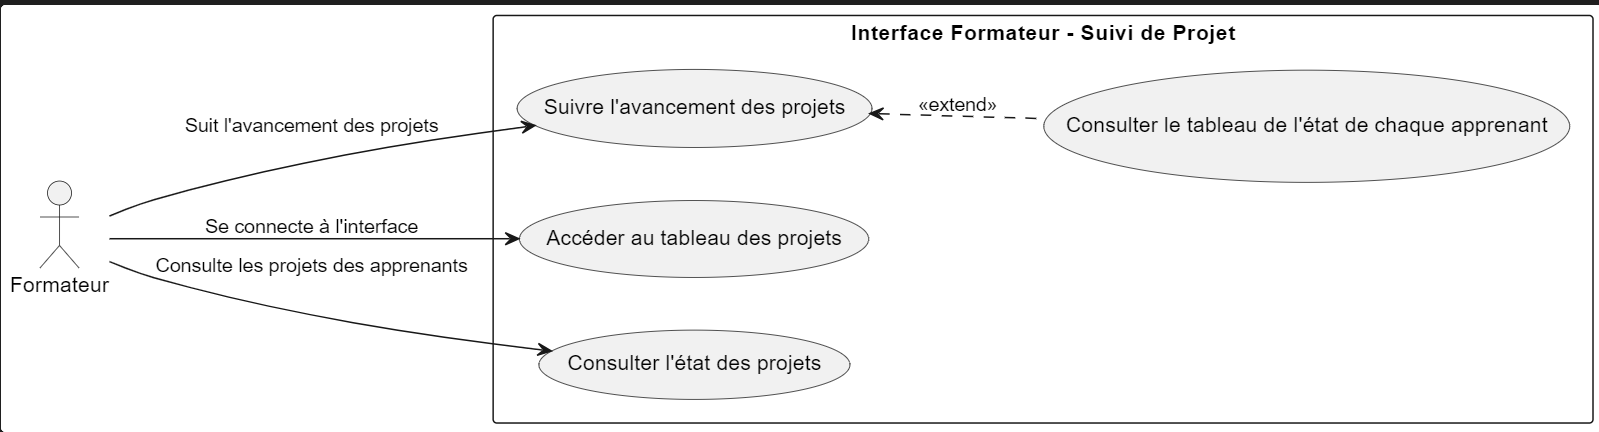 Interface Formateur - Suivi de Projet
Suivre l'avancement des projets
«extend»
Consulter le tableau de l'état de chaque apprenant
Suit l'avancement des projets
Se connecte à l'interface
Accéder au tableau des projets
Consulte les projets des apprenants
Formateur
Consulter l'état des projets